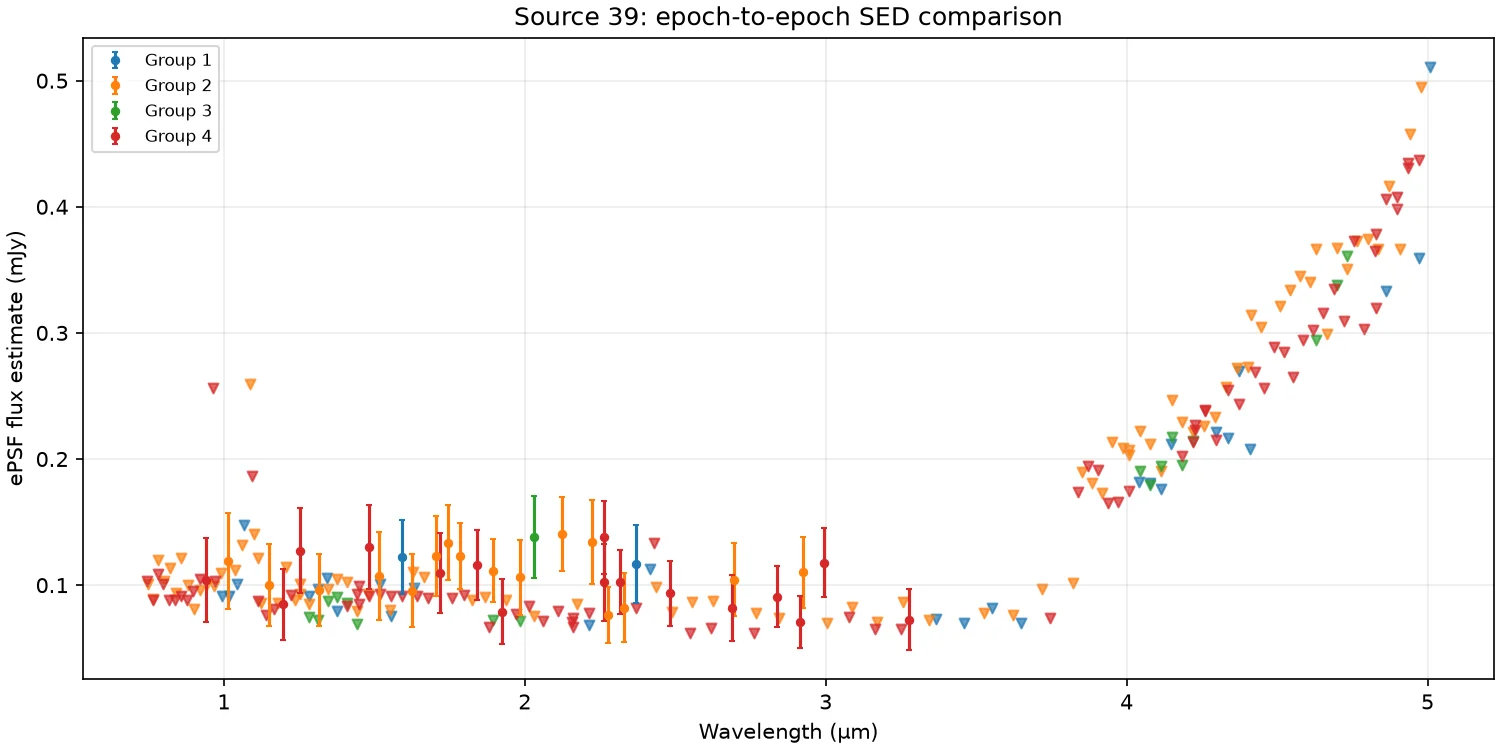 Source 39: epoch-to-epoch SED comparison
Group 1
Group 2
Group 3
Group 4
0.5
0.4
0.3
0.2
0.1
ePSF flux estimate (mJy)
1 2 3 4 5
Wavelength (μm)